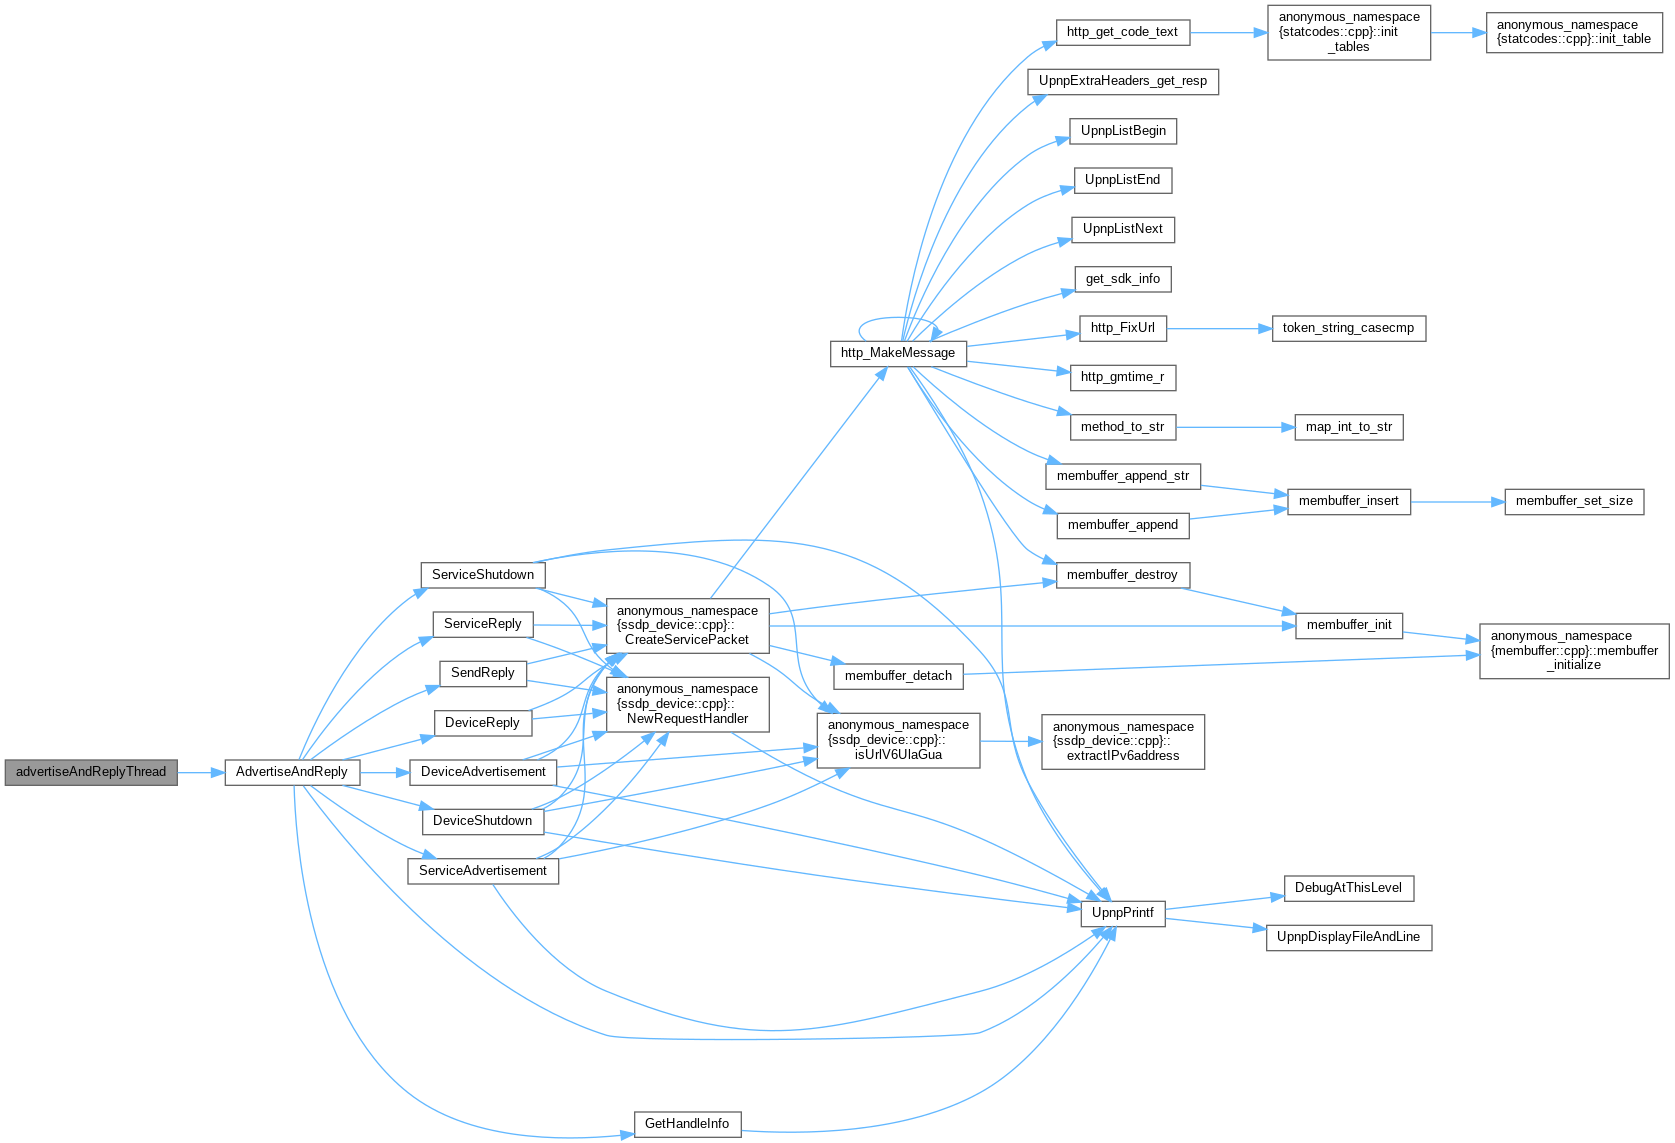 http_get_code_text
anonymous_namespace
{statcodes::cpp}::init
_tables
anonymous_namespace
{statcodes::cpp}::init_table
UpnpExtraHeaders_get_resp
UpnpListBegin
UpnpListEnd
UpnpListNext
get_sdk_info
http_FixUrl
token_string_casecmp
http_MakeMessage
http_gmtime_r
method_to_str
map_int_to_str
membuffer_append_str
membuffer_insert
membuffer_set_size
membuffer_append
ServiceShutdown
membuffer_destroy
ServiceReply
anonymous_namespace
{ssdp_device::cpp}::
CreateServicePacket
membuffer_init
anonymous_namespace
{membuffer::cpp}::membuffer
_initialize
SendReply
membuffer_detach
DeviceReply
anonymous_namespace
{ssdp_device::cpp}::
NewRequestHandler
anonymous_namespace
{ssdp_device::cpp}::
isUrlV6UlaGua
anonymous_namespace
{ssdp_device::cpp}::
extractIPv6address
advertiseAndReplyThread
AdvertiseAndReply
DeviceAdvertisement
DeviceShutdown
ServiceAdvertisement
DebugAtThisLevel
UpnpPrintf
UpnpDisplayFileAndLine
GetHandleInfo